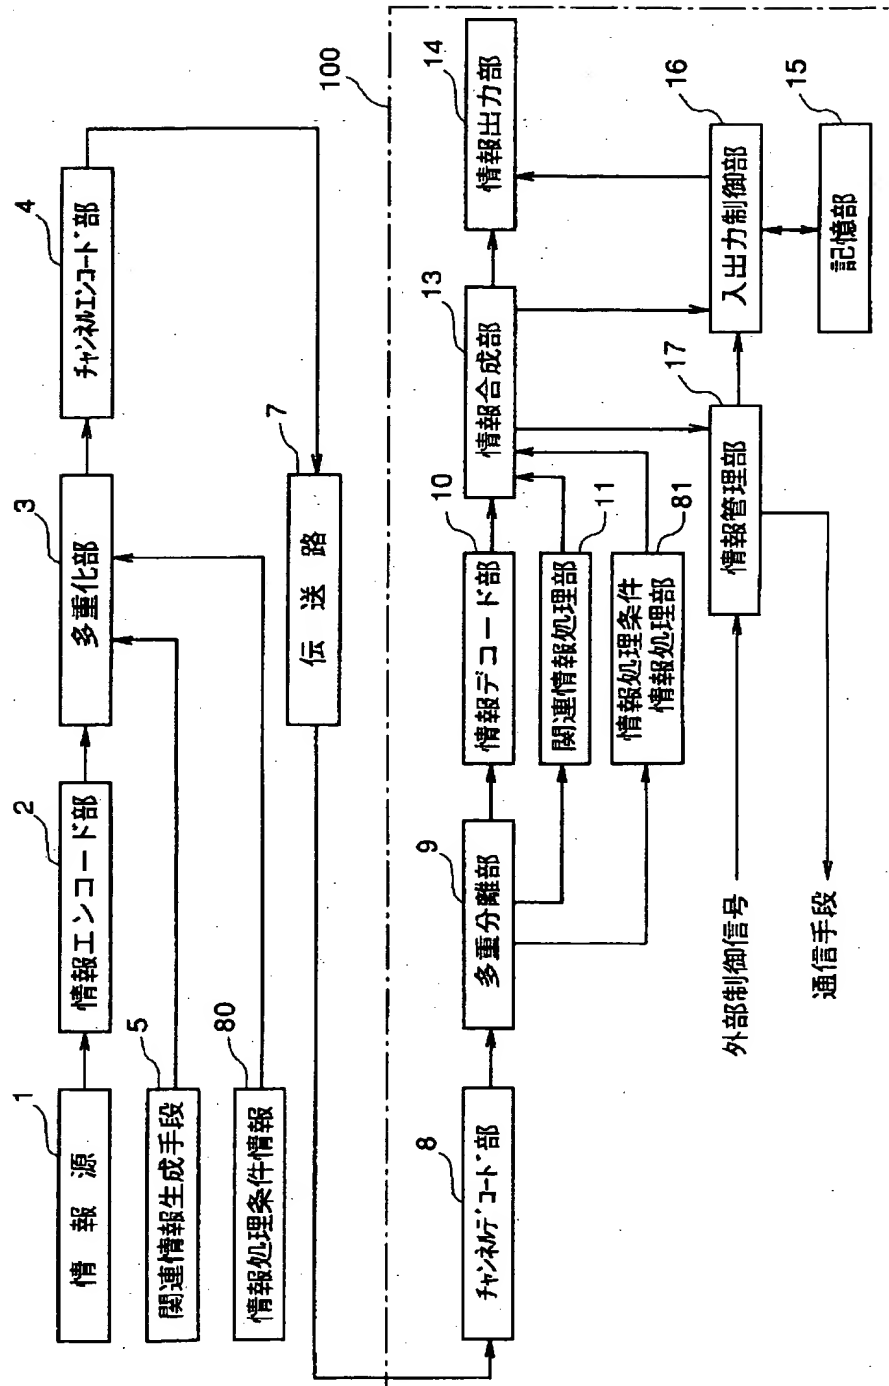 1
情報源
2
情報エンコード部
3
多重化部
4
チャンネルエンコード部
5
関連情報生成手段
80
情報処理条件情報
7
伝送路
100
8
チャンネルデコード部
9
多重分離部
10
情報デコード部
11
関連情報処理部
81
情報処理条件
情報処理部
13
情報合成部
14
情報出力部
17
情報管理部
16
入出力制御部
15
記憶部
外部制御信号
通信手段